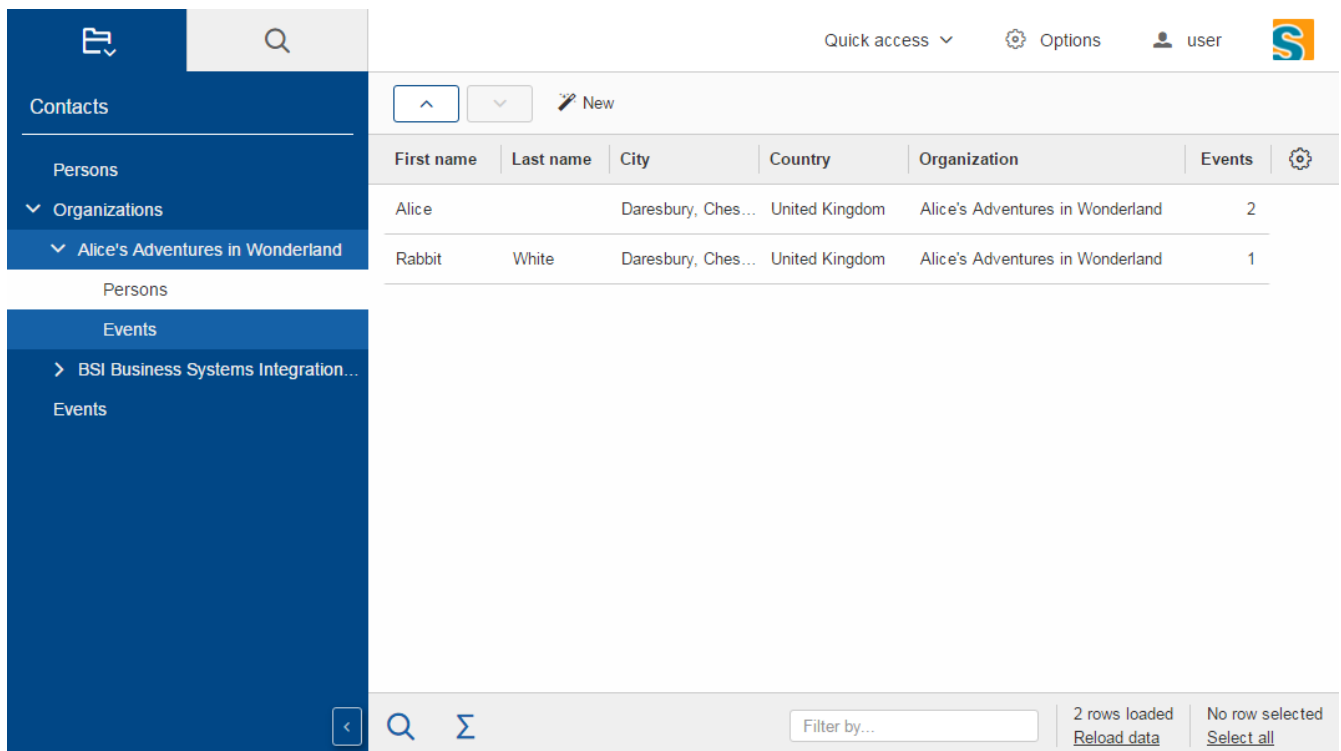 Quick access
Options
user
Contacts
New
Persons
Organizations
Alice's Adventures in Wonderland
Persons
Events
BSI Business Systems Integration...
Events
First name Last name City Country Organization Events
Alice Daresbury, Ches... United Kingdom Alice's Adventures in Wonderland 2
Rabbit White Daresbury, Ches... United Kingdom Alice's Adventures in Wonderland 1
Filter by...
2 rows loaded
Reload data
No row selected
Select all